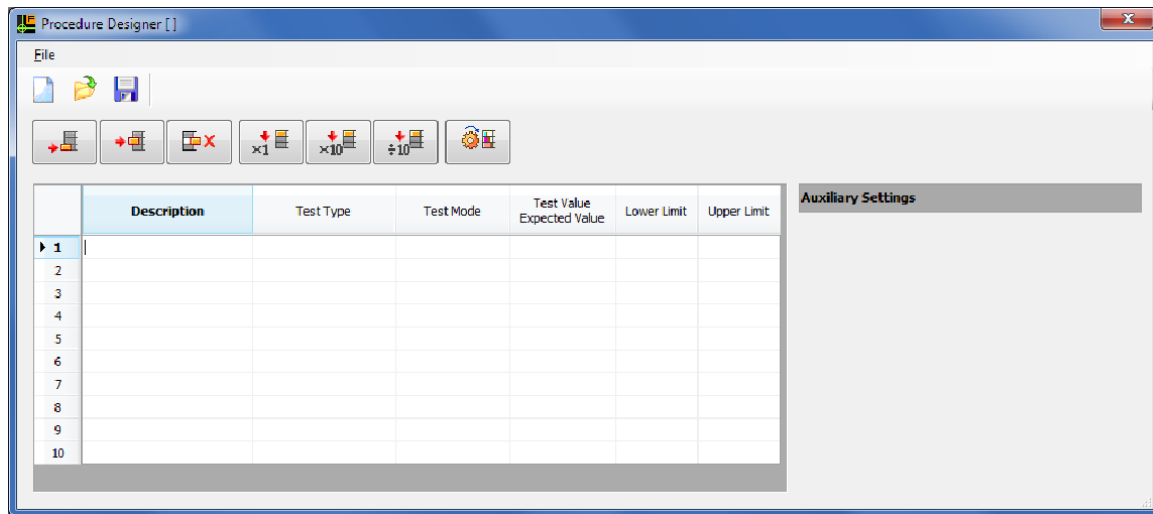 Procedure Designer [ ]
x
File
×1
×10
÷10
Description Test Type Test Mode Test Value Expected Value Lower Limit Upper Limit
Auxiliary Settings
1
2
3
4
5
6
7
8
9
10